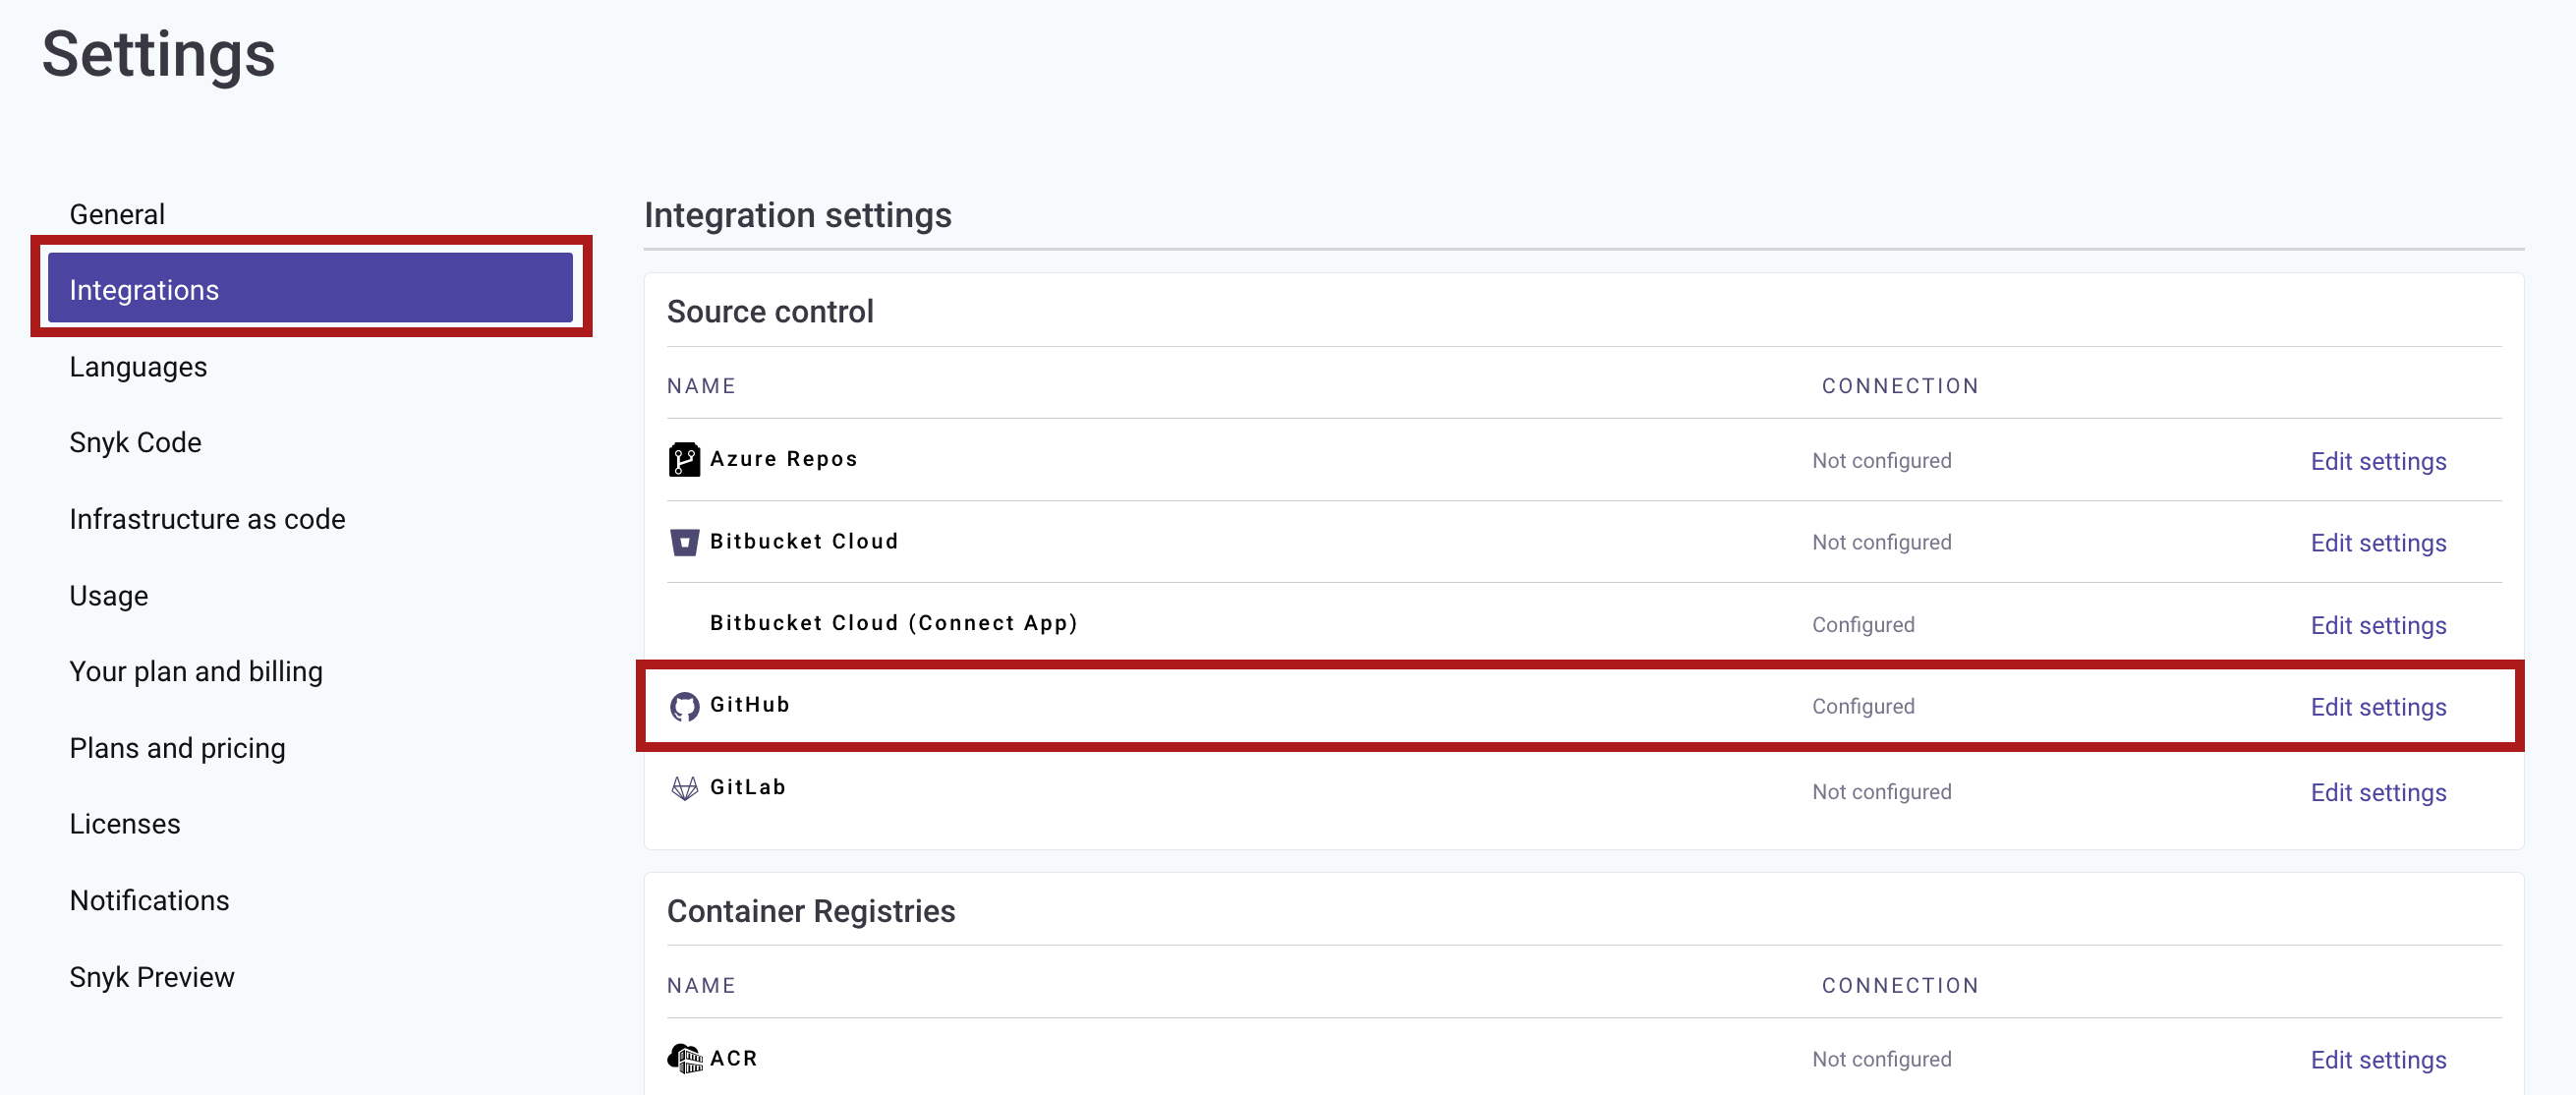 Settings
General
Integrations
Languages
Snyk Code
Infrastructure as code
Usage
Your plan and billing
Plans and pricing
Licenses
Notifications
Snyk Preview
Integration settings
Source control
NAME CONNECTION
Azure Repos Not configured Edit settings
Bitbucket Cloud Not configured Edit settings
Bitbucket Cloud (Connect App) Configured Edit settings
GitHub Configured Edit settings
GitLab Not configured Edit settings
Container Registries
NAME CONNECTION
ACR Not configured Edit settings